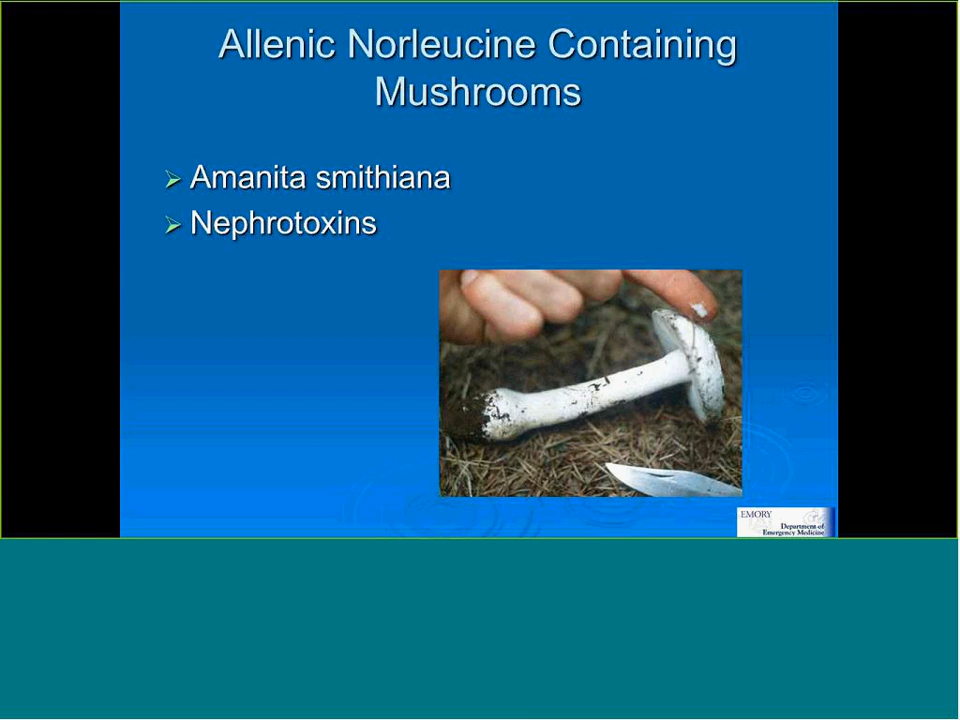 Allenic Norleucine Containing
Mushrooms
Amanita smithiana
Nephrotoxins
EMORY
Department of
Emergency Medicine